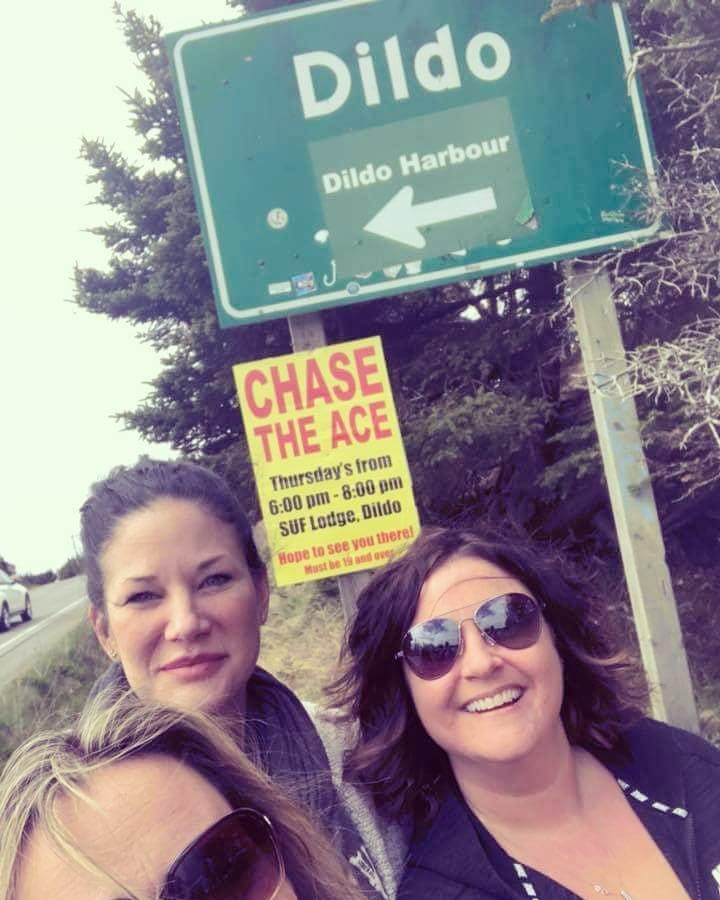 Dildo
Dildo Harbour
CHASE
THE ACE
Thursday's from
6:00 pm - 8:00 pm
SUF Lodge, Dildo
Hope to see you there!
Must be 19 and over